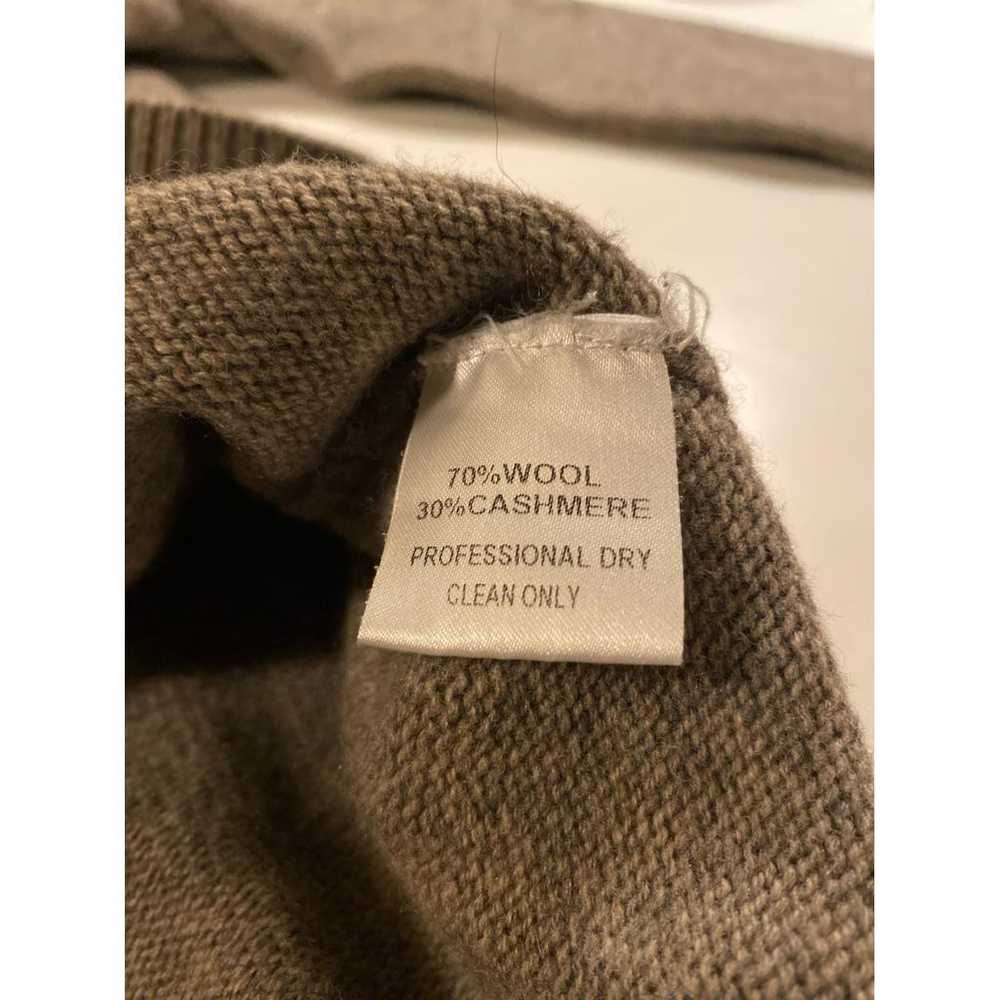 70%WOOL
30%CASHMERE
PROFESSIONAL DRY
CLEAN ONLY